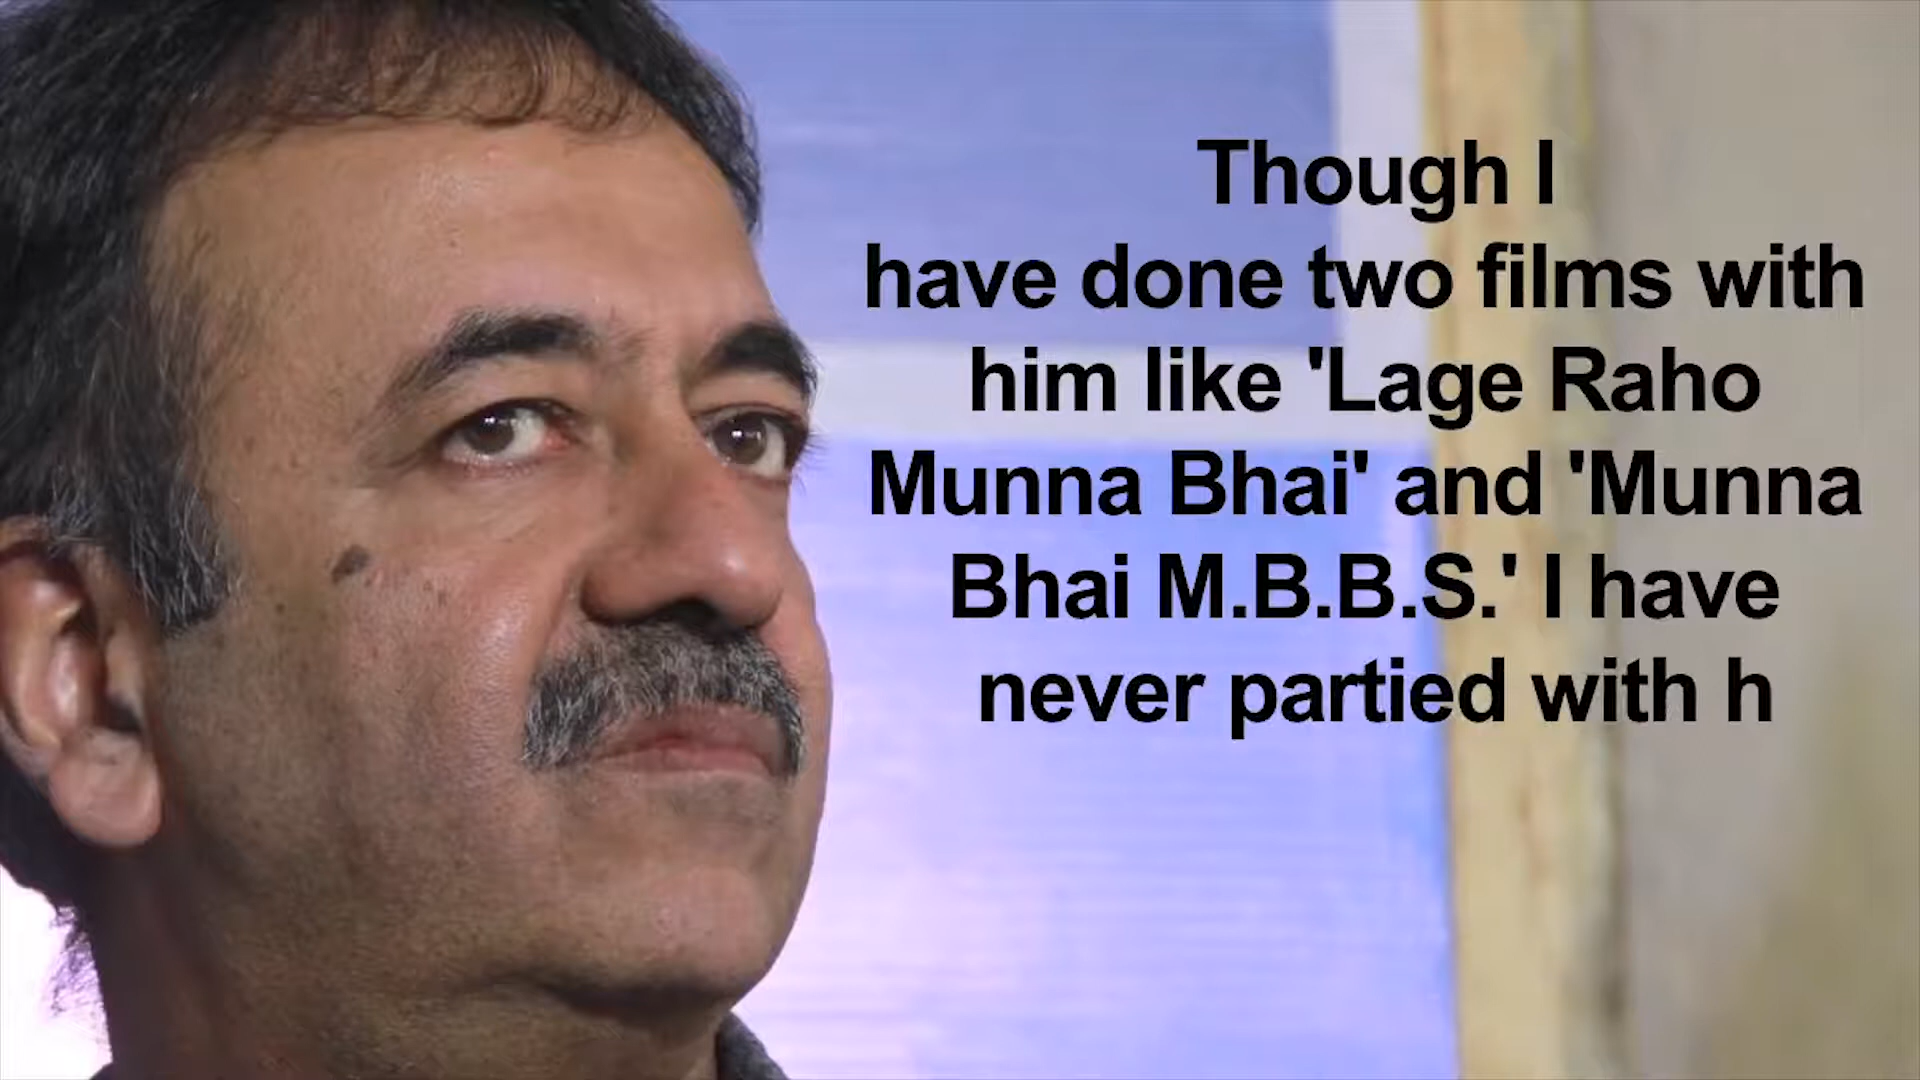 Though I
have done two films with
him like 'Lage Raho
Munna Bhai' and 'Munna
Bhai M.B.B.S.' I have
never partied with h